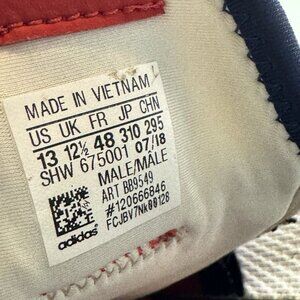 MADE IN VIETNAM
US UK FR JP CHN
13 12½ 48 310 295
SHW 675001 07/18
MALE/MALE
ART BB9549
#120666846
FCJBV7Nk00128
adidas